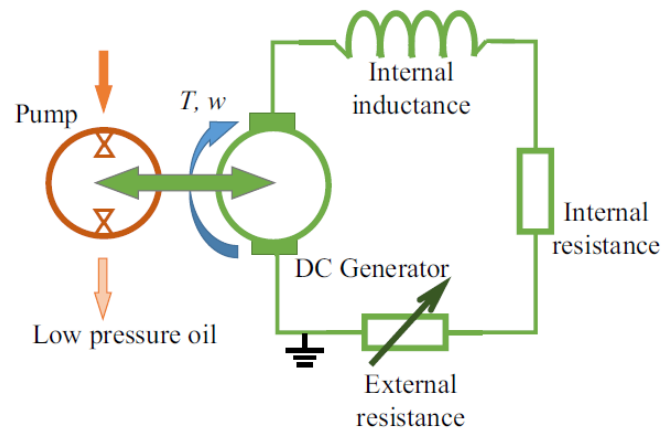 Pump
T, w
Internal
inductance
Internal
resistance
DC Generator
Low pressure oil
External
resistance